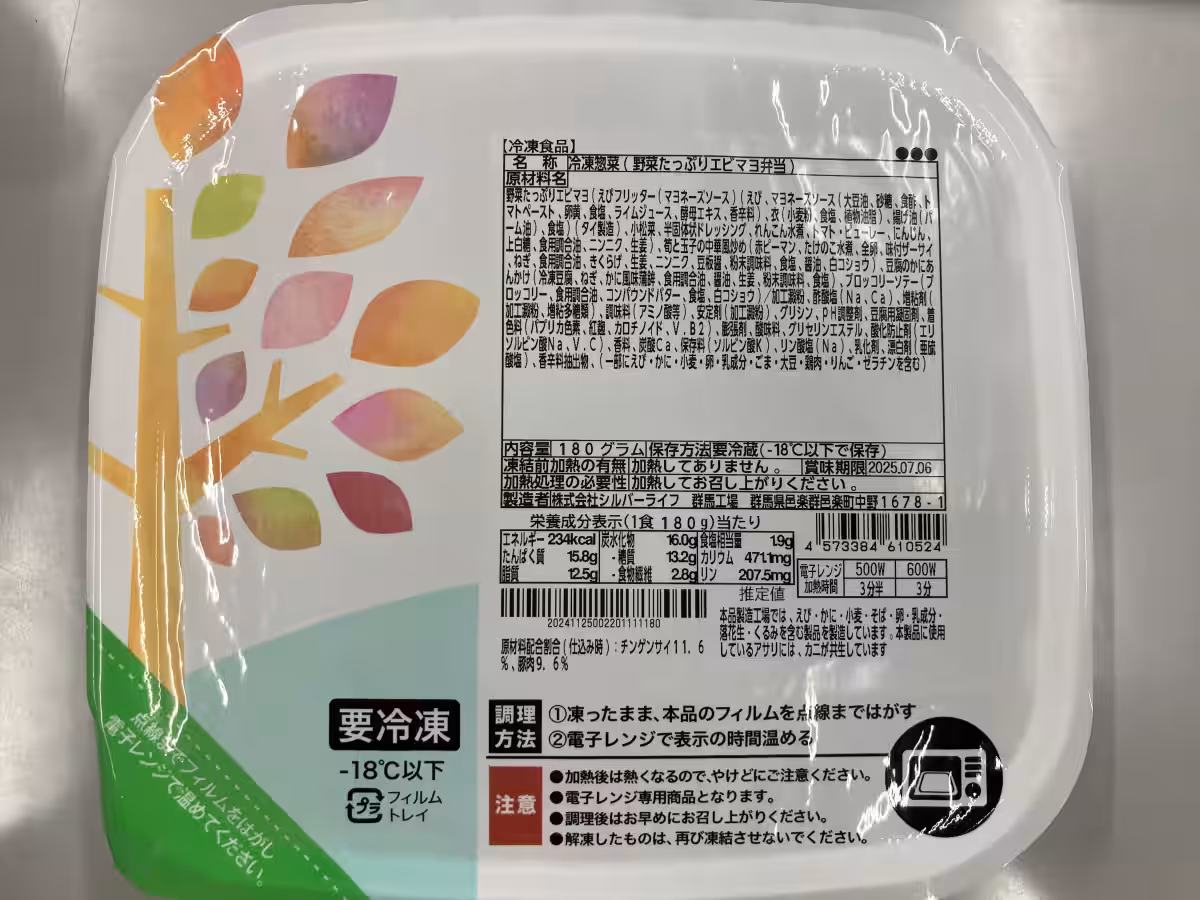 【冷凍食品】
名 称 冷凍惣菜(野菜たっぷりエビマヨ弁当)
原材料名
野菜たっぷりエビマヨ(えびフリッター(マヨネーズソース)(えび、マヨネーズソース(大豆油、砂糖、食酢、ト
マトペースト、卵黄、食塩、ライムジュース、酵母エキス、香辛料)、衣(小麦粉、食塩、植物油脂)、揚げ油(パ
ーム油)、食塩)(タイ製造)、小松菜、半固体状ドレッシング、れんこん水煮、トマト・ピューレー、にんじん、
上白糖、食用調合油、ニンニク、生姜)、筍と玉子の中華風炒め(赤ピーマン、たけのこ水煮、全卵、味付ザーサイ
、ねぎ、食用調合油、きくらげ、生姜、ニンニク、豆板醤、粉末調味料、食塩、醤油、白コショウ)、豆腐のかにあ
んかけ(冷凍豆腐、ねぎ、かに風味蒲鉾、食用調合油、醤油、生姜、粉末調味料、食塩)、ブロッコリーソテー(ブ
ロッコリー、食用調合油、コンパウンドバター、食塩、白コショウ)/加工澱粉、酢酸塩(Na、Ca)、増粘剤(
加工澱粉、増粘多糖類)、調味料(アミノ酸等)、安定剤(加工澱粉)、グリシン、pH調整剤、豆腐用凝固剤、着
色料(パプリカ色素、紅麹、カロチノイド、V.B2)、膨張剤、酸味料、グリセリンエステル、酸化防止剤(エリ
ソルビン酸Na、V.C)、香料、炭酸Ca、保存料(ソルビン酸K)、リン酸塩(Na)、乳化剤、漂白剤(亜硫
酸塩)、香辛料抽出物、(一部にえび・かに・小麦・卵・乳成分・ごま・大豆・鶏肉・りんご・ゼラチンを含む)
内容量 180グラム 保存方法 要冷蔵(-18℃以下で保存)
凍結前加熱の有無 加熱してありません。 賞味期限 2025.07.06
加熱処理の必要性 加熱してお召し上がりください。
製造者 株式会社シルバーライフ 群馬工場 群馬県邑楽群邑楽町中野1678-1
栄養成分表示(1食 180g)当たり
エネルギー 234kcal 炭水化物 16.0g 食塩相当量 1.9g
たんぱく質 15.8g -糖質 13.2g カリウム 471.1mg
脂質 12.5g -食物繊維 2.8g リン 207.5mg
推定値
4 573384 610524
電子レンジ 加熱時間 500W 600W
3分半 3分
20241125002201111180
本品製造工場では、えび・かに・小麦・そば・卵・乳成分・
落花生・くるみを含む製品を製造しています。本製品に使用
しているアサリには、カニが共生しています
原材料配合割合(仕込み時):チンゲンサイ11.6
%、豚肉9.6%
点線までフィルムをはがし
電子レンジで温めてください。
要冷凍
-18℃以下
プラ
フィルム
トレイ
調理
方法
①凍ったまま、本品のフィルムを点線まではがす
②電子レンジで表示の時間温める
注意
●加熱後は熱くなるので、やけどにご注意ください。
●電子レンジ専用商品となります。
●調理後はお早めにお召し上がりください。
●解凍したものは、再び凍結させないでください。